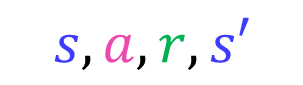 s, a, r, s′